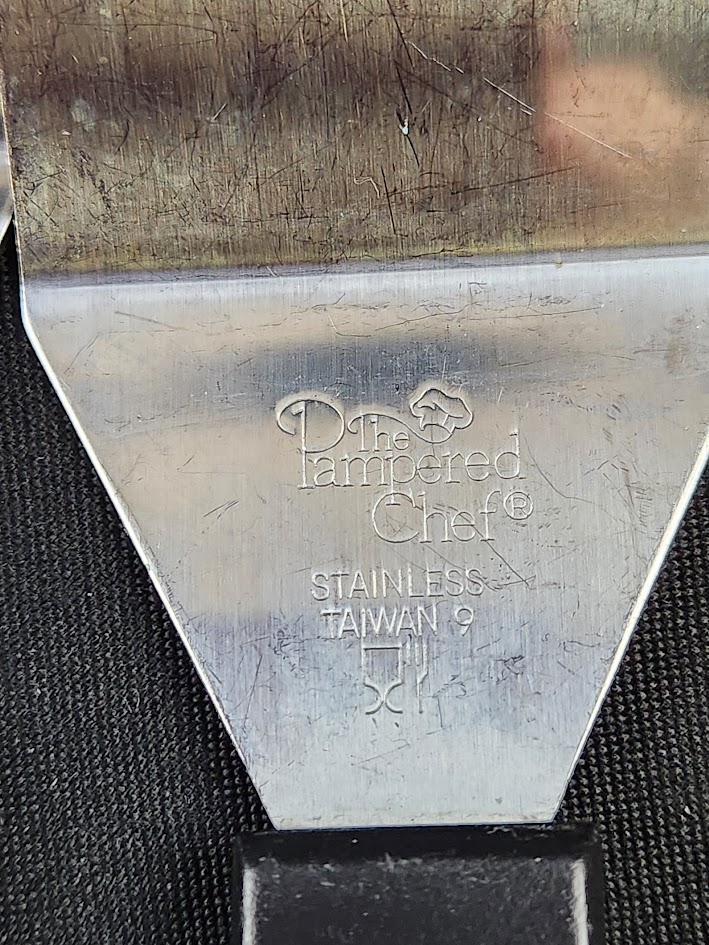 The
Pampered
Chef®
STAINLESS
TAIWAN 9